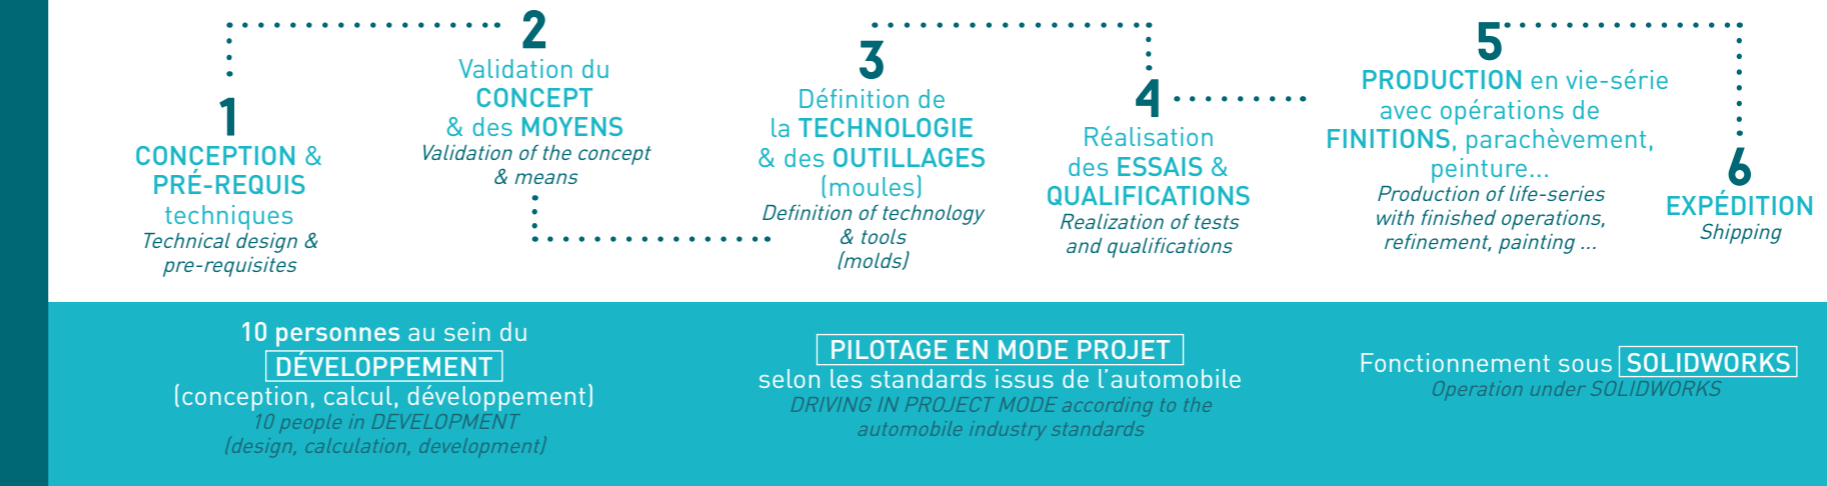 1
CONCEPTION &
PRÉ-REQUIS
techniques
Technical design &
pre-requisites
2
Validation du
CONCEPT
& des MOYENS
Validation of the concept
& means
3
Définition de
la TECHNOLOGIE
& des OUTILLAGES
(moules)
Definition of technology
& tools
(molds)
4
Réalisation
des ESSAIS &
QUALIFICATIONS
Realization of tests
and qualifications
5
PRODUCTION en vie-série
avec opérations de
FINITIONS, parachèvement,
peinture...
Production of life-series
with finished operations,
refinement, painting ...
6
EXPÉDITION
Shipping
10 personnes au sein du
DÉVELOPPEMENT
(conception, calcul, développement)
10 people in DEVELOPMENT
(design, calculation, development)
PILOTAGE EN MODE PROJET
selon les standards issus de l'automobile
DRIVING IN PROJECT MODE according to the
automobile industry standards
Fonctionnement sous SOLIDWORKS
Operation under SOLIDWORKS